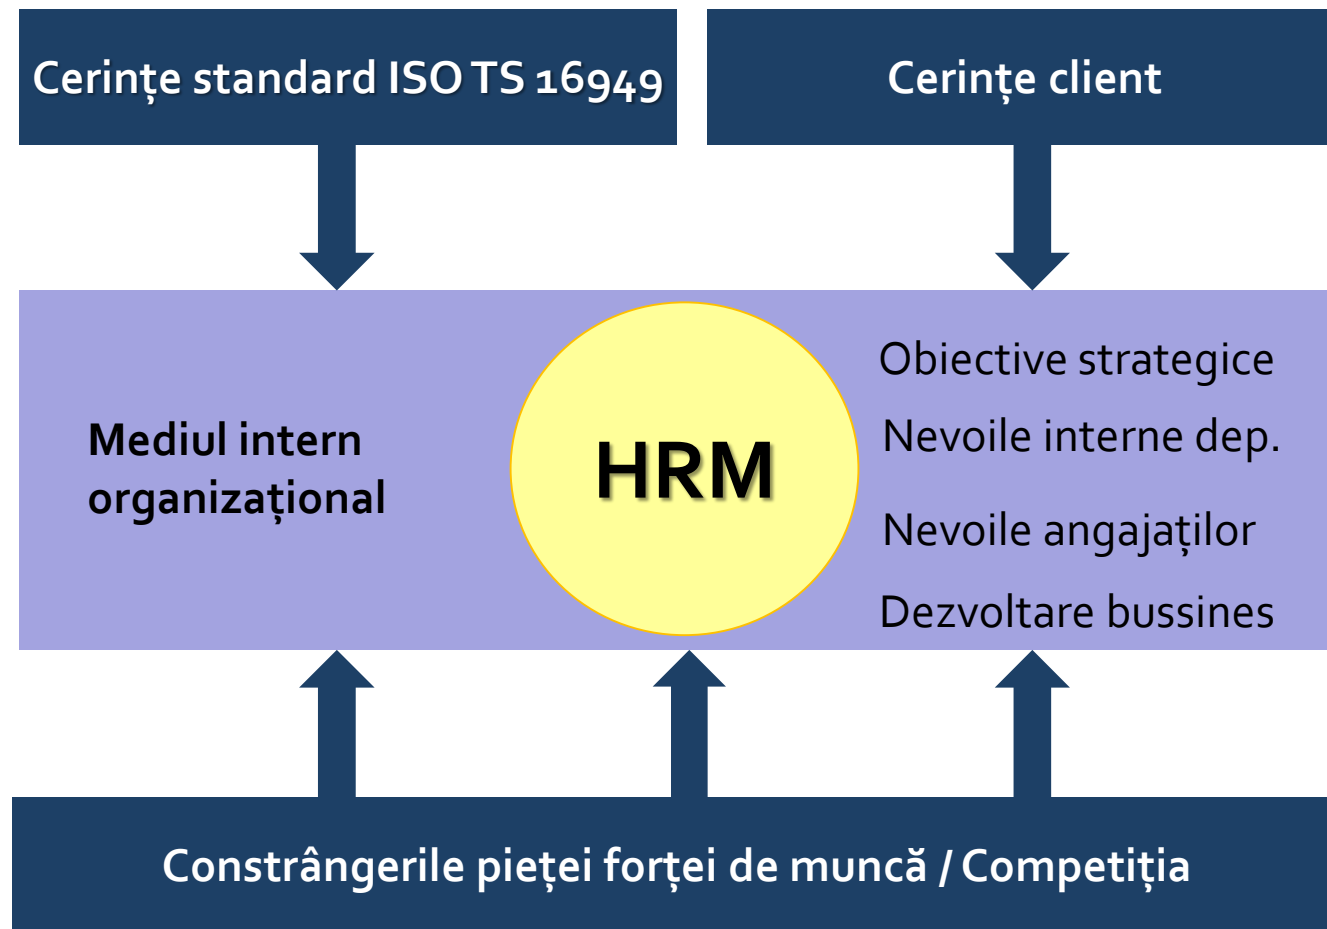 Cerințe standard ISO TS 16949
Cerințe client
Mediul intern
organizațional
HRM
Obiective strategice
Nevoile interne dep.
Nevoile angajaților
Dezvoltare bussines
Constrângerile pieței forței de muncă / Competiția